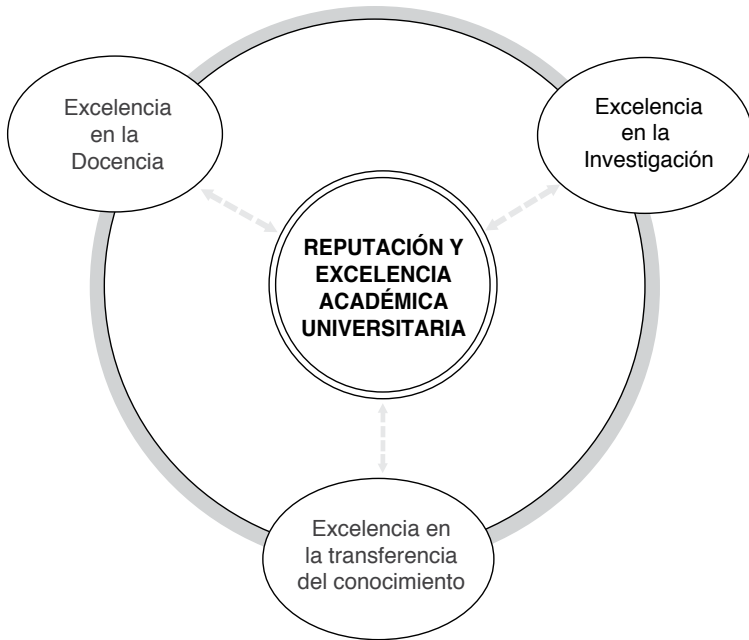 Excelencia
en la
Docencia
Excelencia
en la
Investigación
REPUTACIÓN Y
EXCELENCIA
ACADÉMICA
UNIVERSITARIA
Excelencia en
la transferencia
del conocimiento